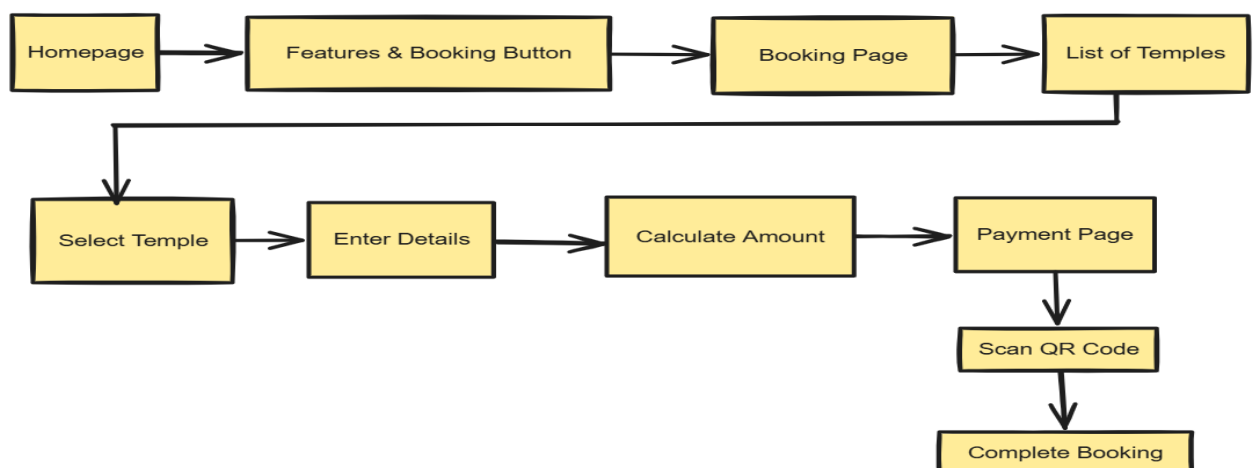 Homepage
Features & Booking Button
Booking Page
List of Temples
Select Temple
Enter Details
Calculate Amount
Payment Page
Scan QR Code
Complete Booking